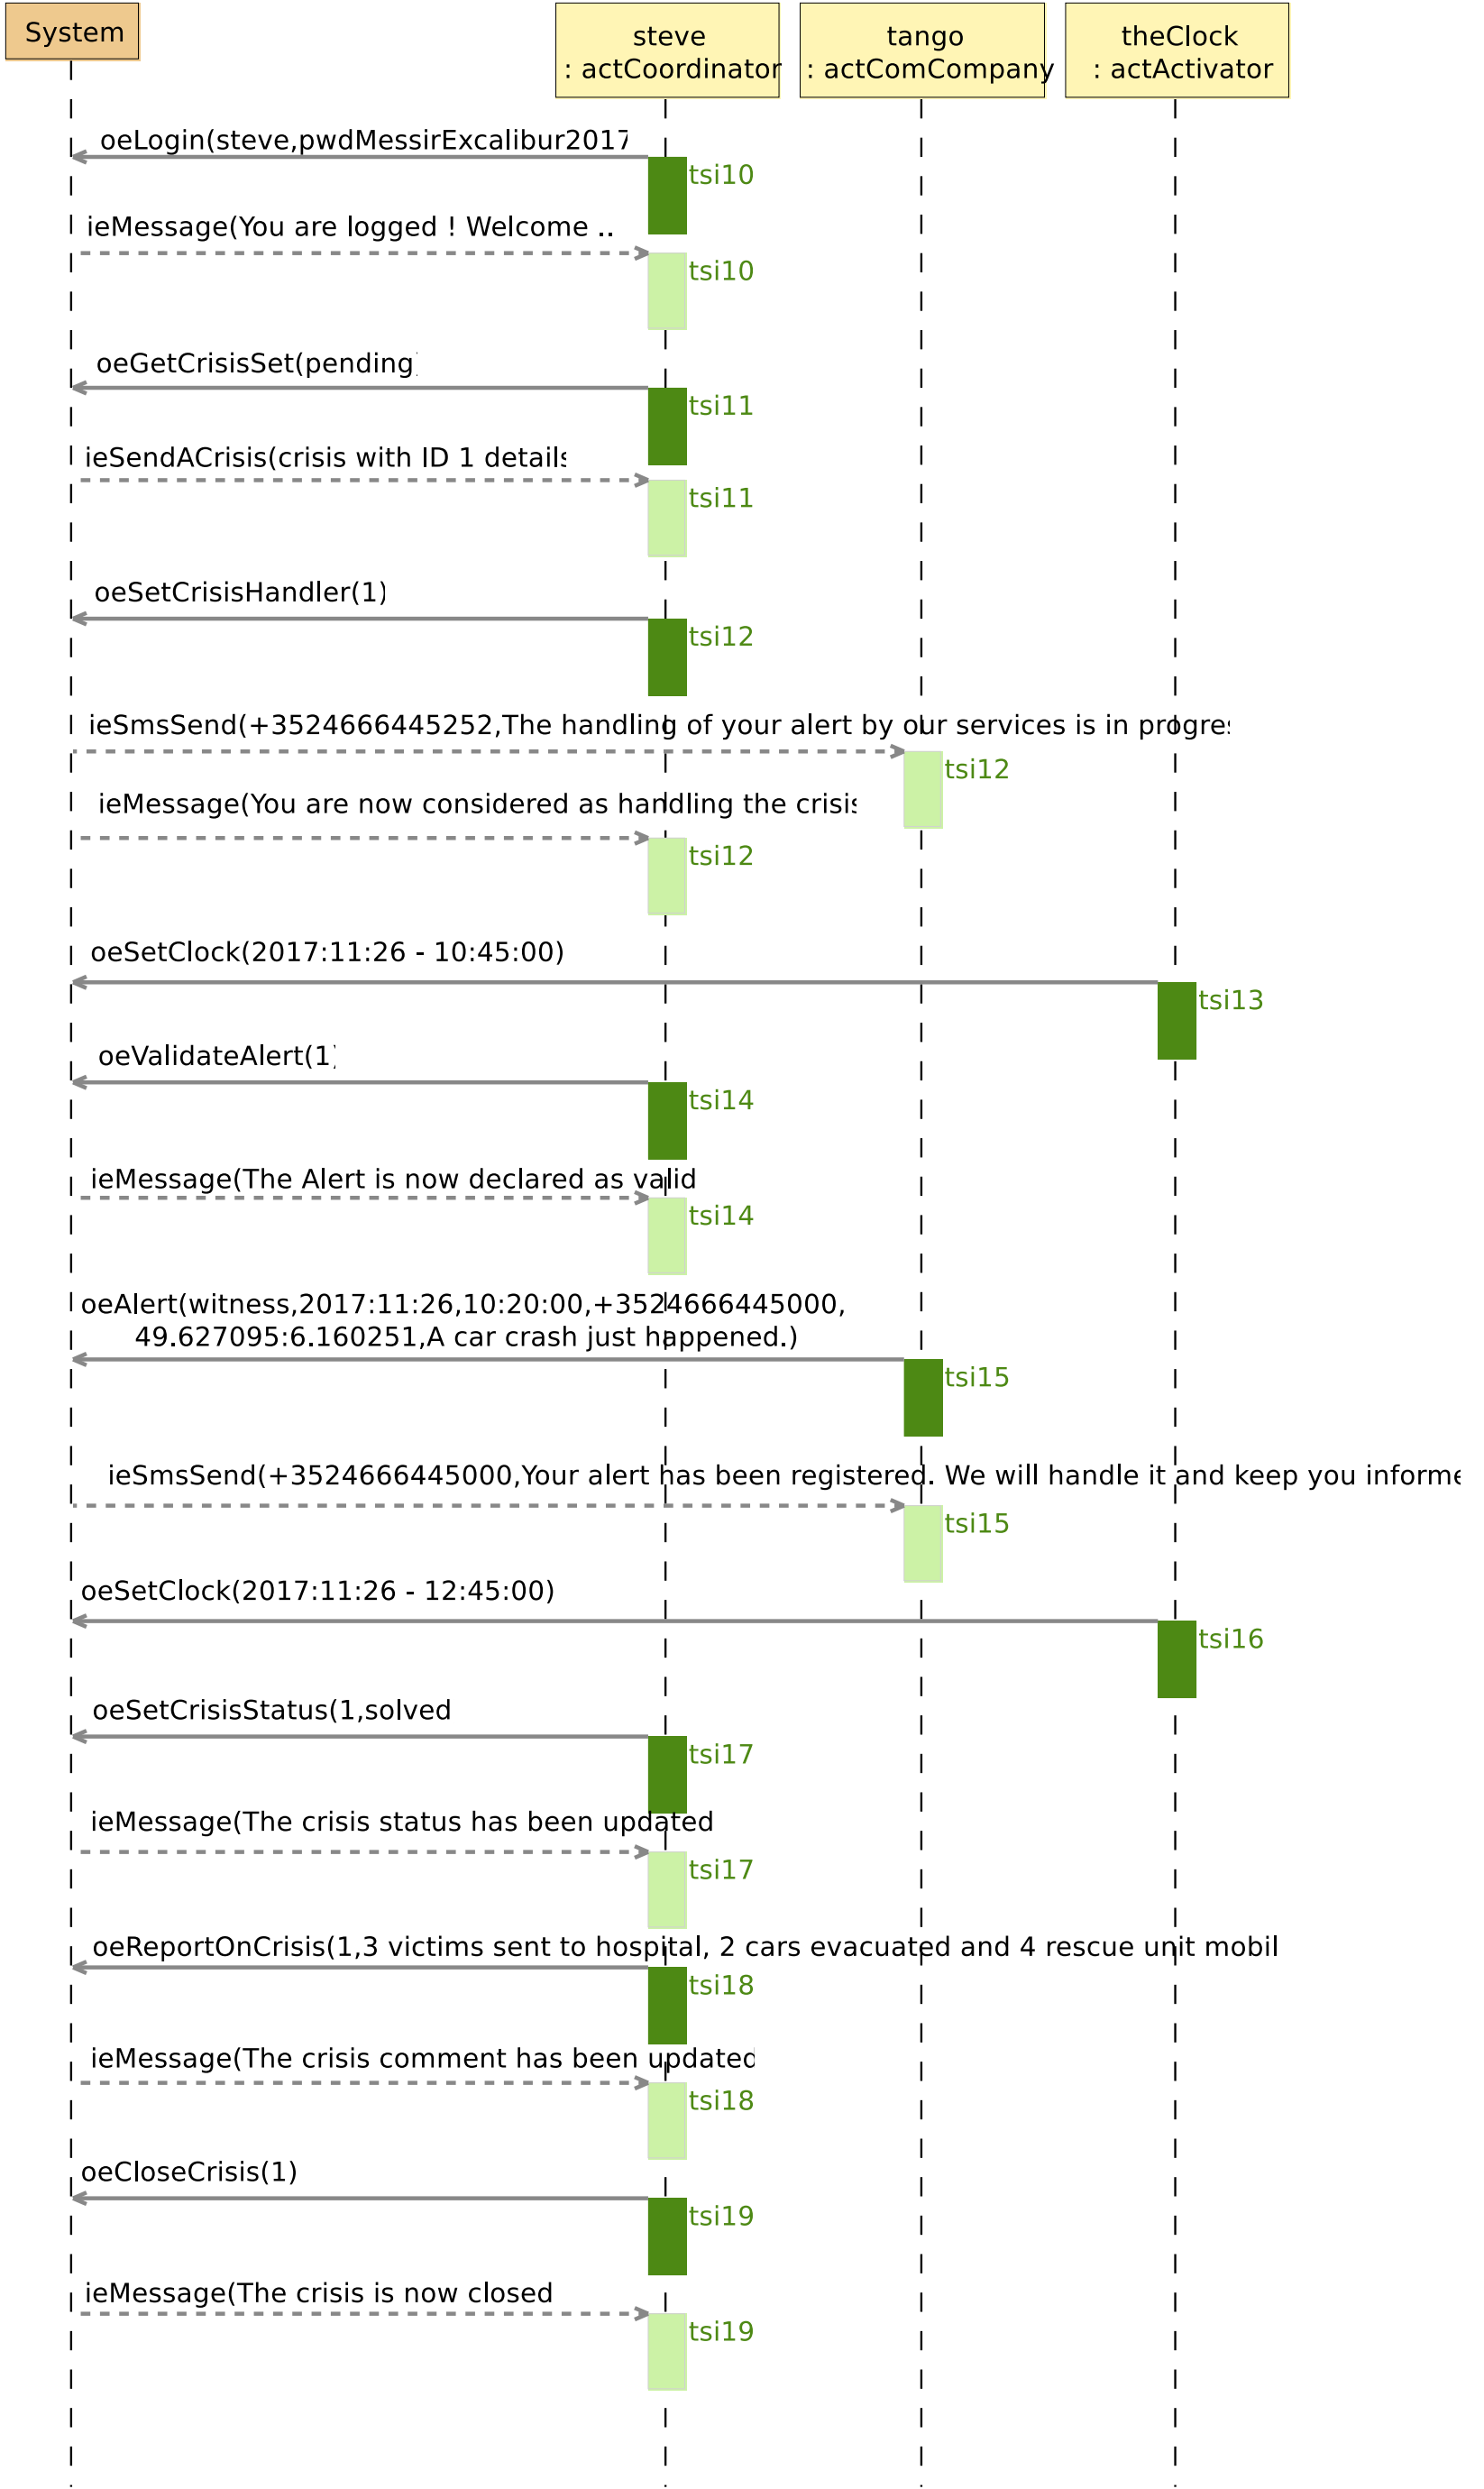 System
steve
: actCoordinator
tango
: actComCompany
theClock
: actActivator
oeLogin(steve,pwdMessirExcalibur2017
tsi10
ieMessage(You are logged ! Welcome ..
tsi10
oeGetCrisisSet(pending)
tsi11
ieSendACrisis(crisis with ID 1 details
tsi11
oeSetCrisisHandler(1)
tsi12
ieSmsSend(+3524666445252,The handling of your alert by our services is in progres
tsi12
ieMessage(You are now considered as handling the crisis
tsi12
oeSetClock(2017:11:26 - 10:45:00)
tsi13
oeValidateAlert(1)
tsi14
ieMessage(The Alert is now declared as valid
tsi14
oeAlert(witness,2017:11:26,10:20:00,+3524666445000,
49.627095:6.160251,A car crash just happened.)
tsi15
ieSmsSend(+3524666445000,Your alert has been registered. We will handle it and keep you informe
tsi15
oeSetClock(2017:11:26 - 12:45:00)
tsi16
oeSetCrisisStatus(1,solved
tsi17
ieMessage(The crisis status has been updated
tsi17
oeReportOnCrisis(1,3 victims sent to hospital, 2 cars evacuated and 4 rescue unit mobil
tsi18
ieMessage(The crisis comment has been updated
tsi18
oeCloseCrisis(1)
tsi19
ieMessage(The crisis is now closed
tsi19